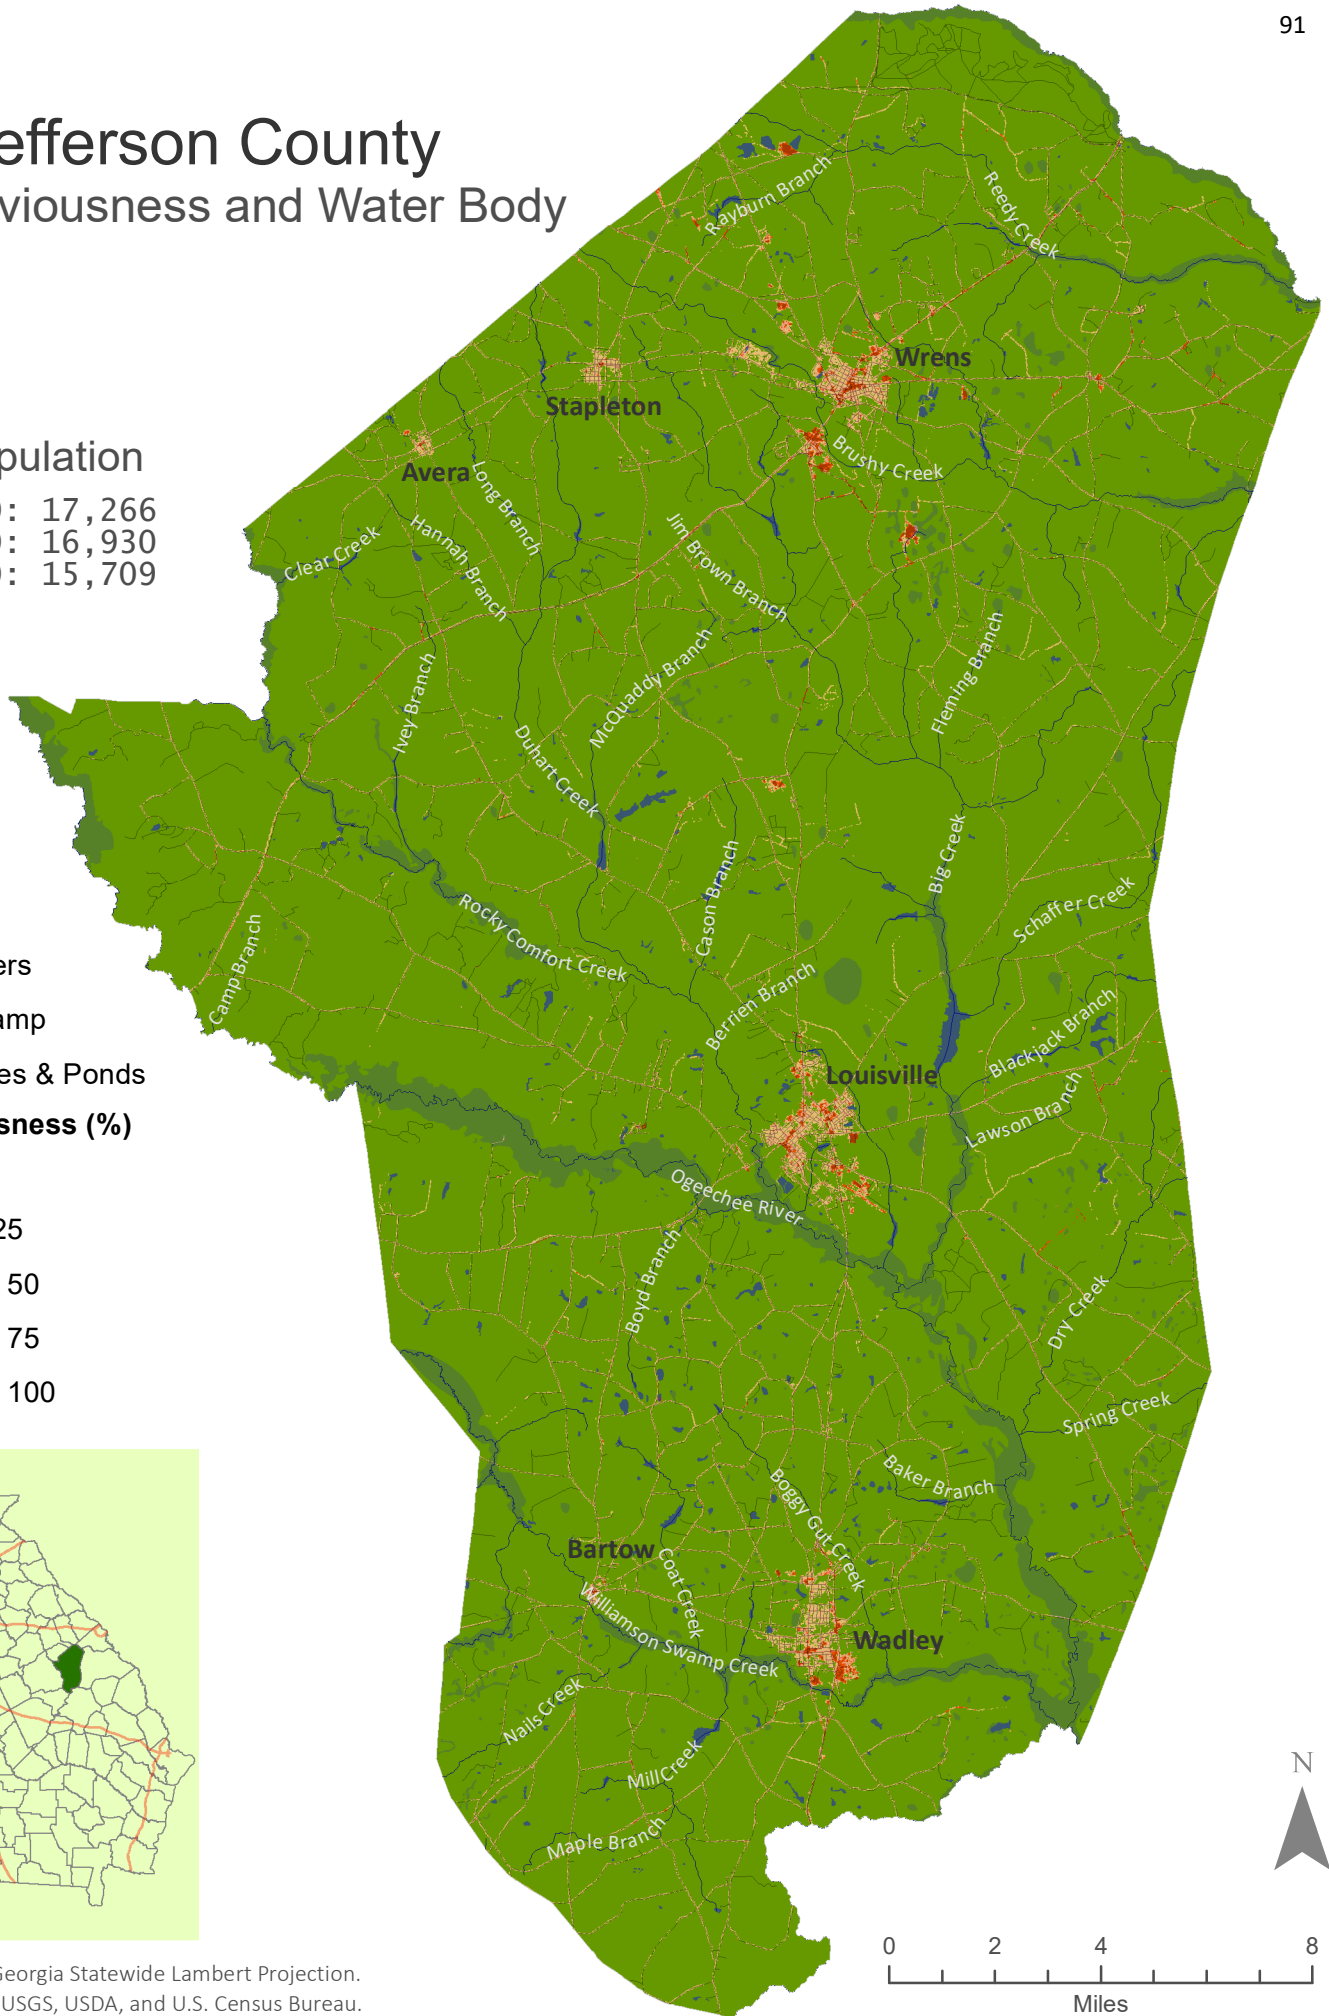 91
efferson County
viousness and Water Body
pulation
0: 17,266
0: 16,930
0: 15,709
ers
amp
es & Ponds
sness (%)
25
50
75
100
Rayburn Branch
Reedy Creek
Wrens
Stapleton
Brushy Creek
Avera
Long Branch
Hannah Branch
Clear Creek
Jim Brown Branch
McQuaddy Branch
Fleming Branch
Ivey Branch
Duhart Creek
Cason Branch
Big Creek
Schaffer Creek
Rocky Comfort Creek
Camp Branch
Berrien Branch
Blackjack Branch
Louisville
Lawson Branch
Ogeechee River
Boyd Branch
Dry Creek
Spring Creek
Baker Branch
Boggy Gut Creek
Bartow
Coat Creek
Williamson Swamp Creek
Wadley
Nails Creek
Mill Creek
Maple Branch
N
0 2 4 8
Miles
Georgia Statewide Lambert Projection.
USGS, USDA, and U.S. Census Bureau.